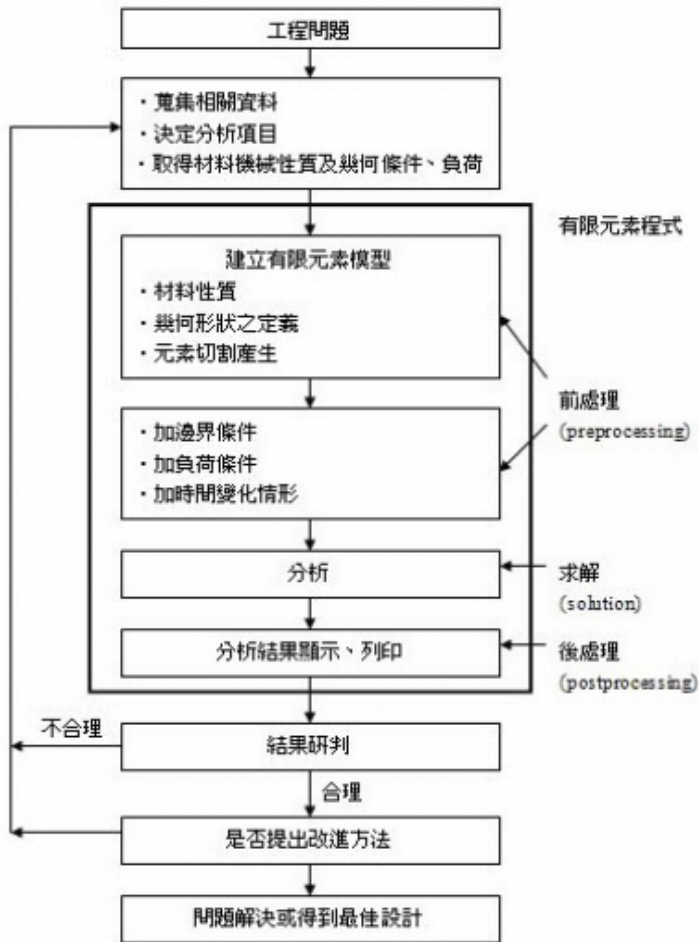 工程問題
・蒐集相關資料
・決定分析項目
・取得材料機械性質及幾何條件、負荷
有限元素程式
建立有限元素模型
・材料性質
・幾何形狀之定義
・元素切割產生
前處理
(preprocessing)
・加邊界條件
・加負荷條件
・加時間變化情形
分析
求解
(solution)
分析結果顯示、列印
後處理
(postprocessing)
不合理
結果研判
合理
是否提出改進方法
問題解決或得到最佳設計